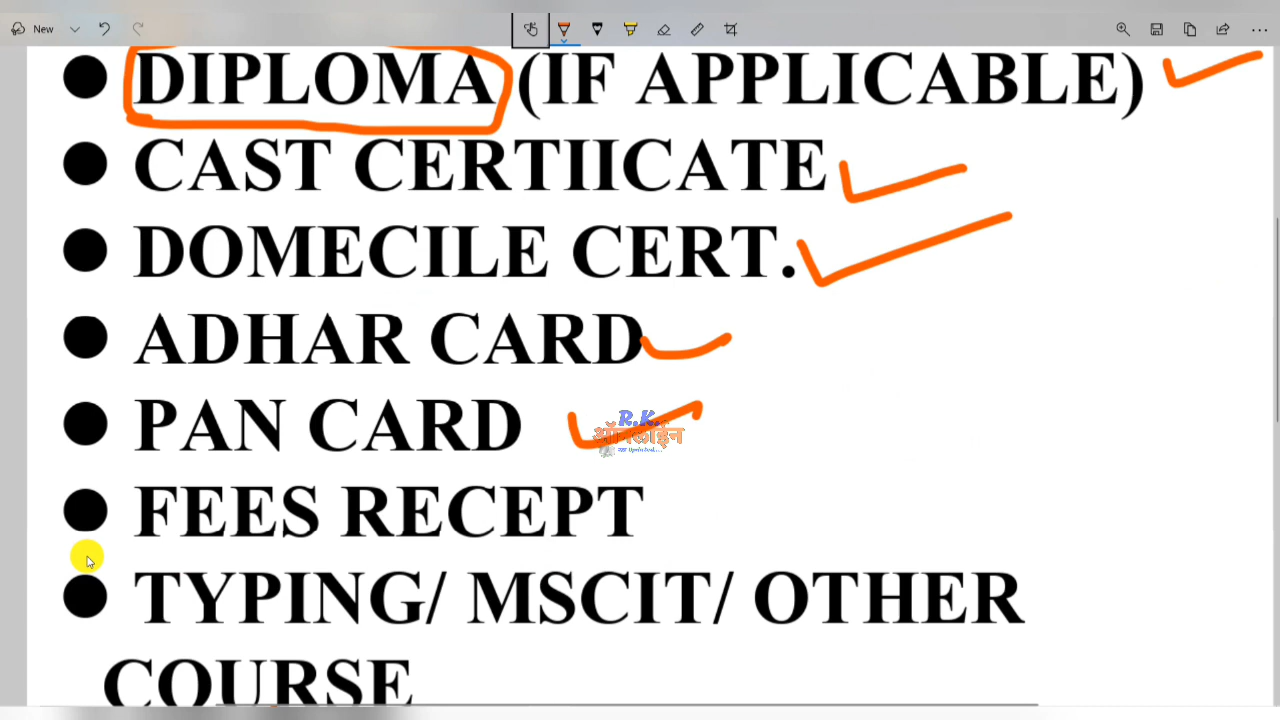 New
DIPLOMA (IF APPLICABLE)
CAST CERTIICATE
DOMECILE CERT.
ADHAR CARD
PAN CARD
R.K.
ऑनलाईन
FEES RECEPT
TYPING/ MSCIT/ OTHER
COURSE